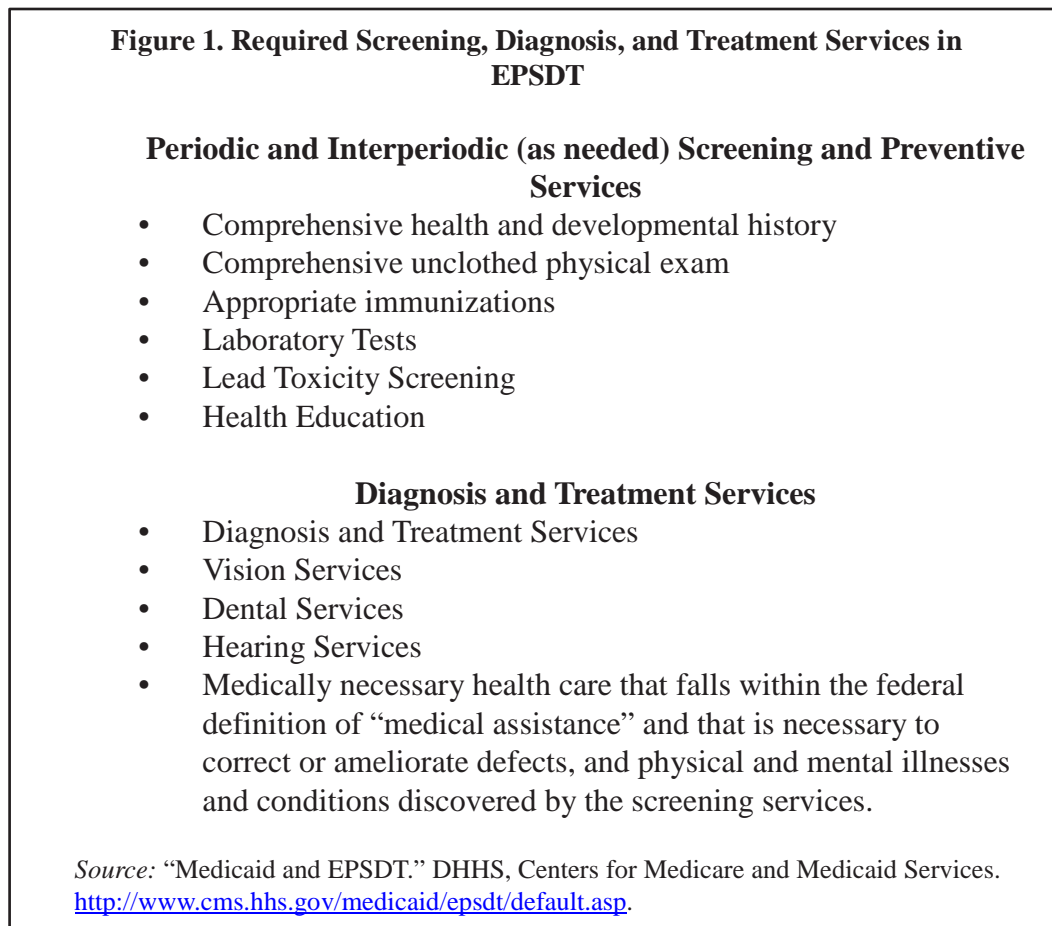 Figure 1. Required Screening, Diagnosis, and Treatment Services in
EPSDT
Periodic and Interperiodic (as needed) Screening and Preventive
Services
• Comprehensive health and developmental history
• Comprehensive unclothed physical exam
• Appropriate immunizations
• Laboratory Tests
• Lead Toxicity Screening
• Health Education
Diagnosis and Treatment Services
• Diagnosis and Treatment Services
• Vision Services
• Dental Services
• Hearing Services
• Medically necessary health care that falls within the federal
definition of “medical assistance” and that is necessary to
correct or ameliorate defects, and physical and mental illnesses
and conditions discovered by the screening services.
Source: “Medicaid and EPSDT.” DHHS, Centers for Medicare and Medicaid Services.
http://www.cms.hhs.gov/medicaid/epsdt/default.asp.